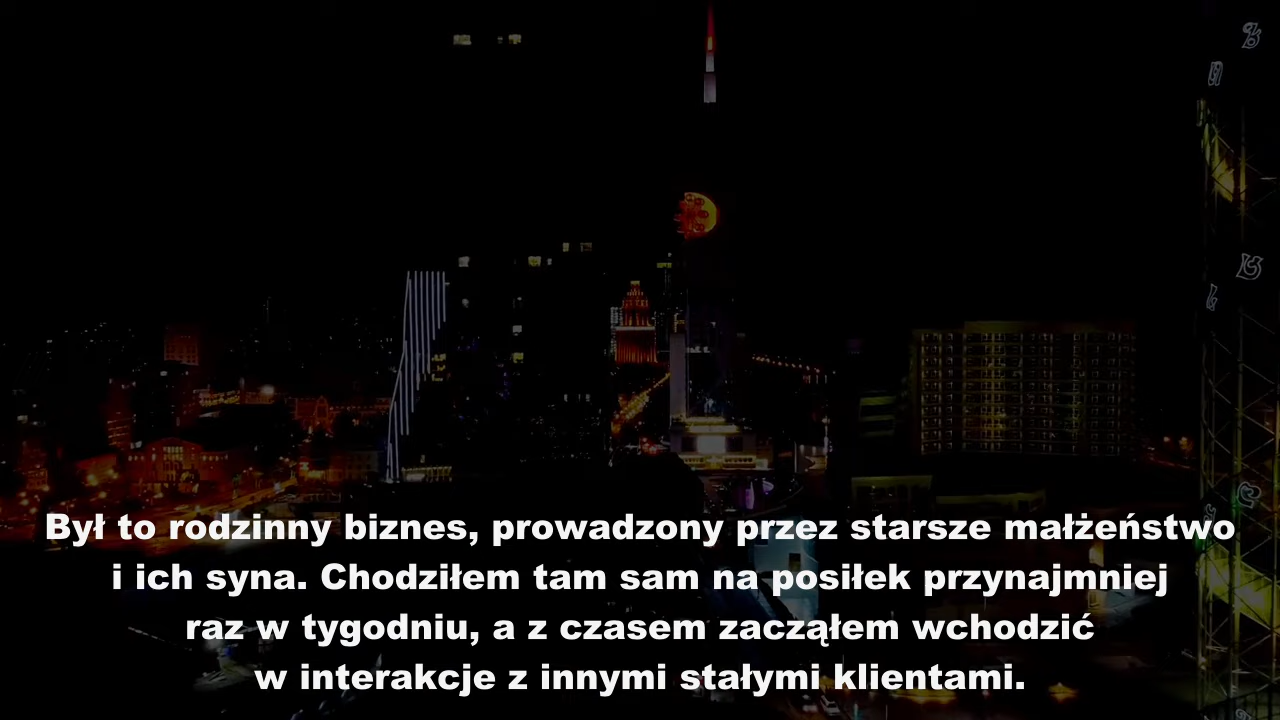 Był to rodzinny biznes, prowadzony przez starsze małżeństwo
i ich syna. Chodziłem tam sam na posiłek przynajmniej
raz w tygodniu, a z czasem zacząłem wchodzić
w interakcje z innymi stałymi klientami.